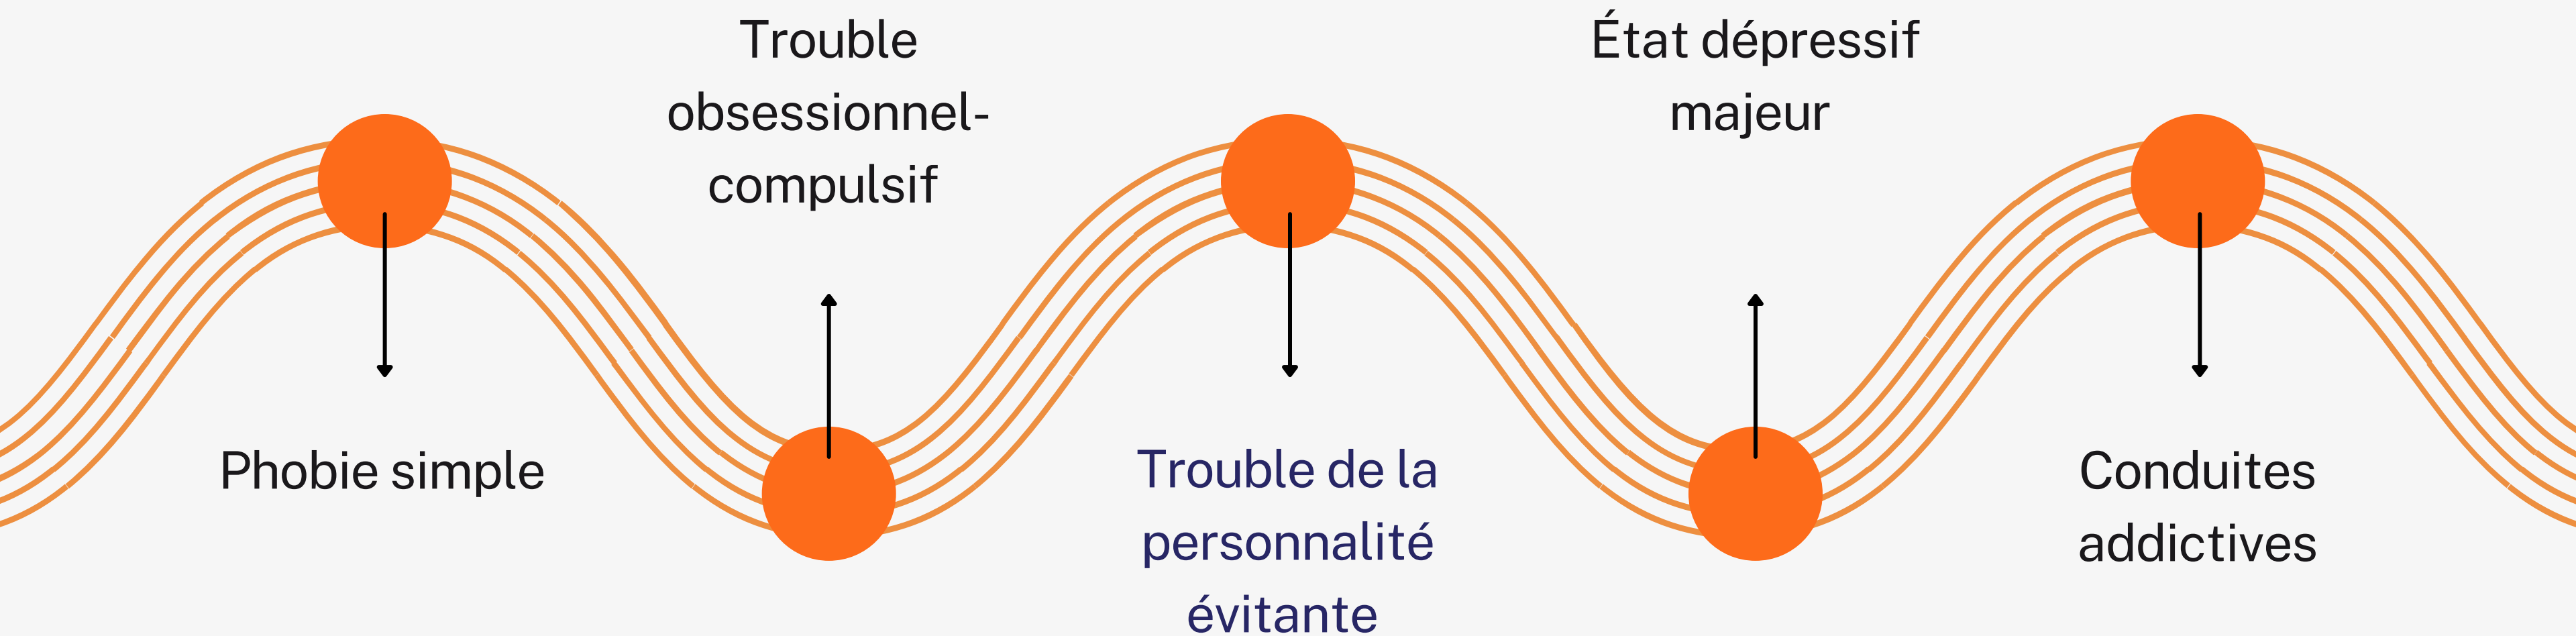 Phobie simple
Trouble
obsessionnel-
compulsif
Trouble de la
personnalité
évitante
État dépressif
majeur
Conduites
addictives